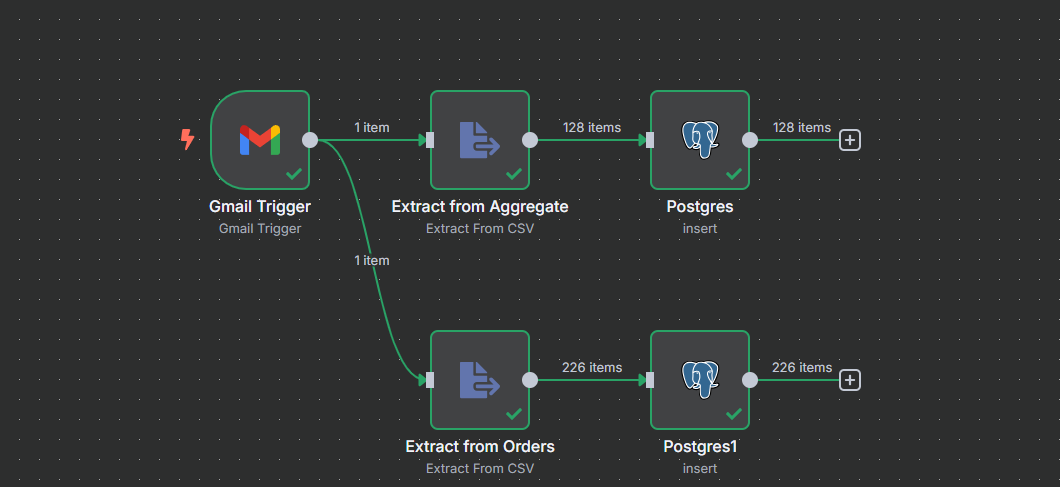 1 item
128 items
128 items
Gmail Trigger
Gmail Trigger
Extract from Aggregate
Extract From CSV
Postgres
insert
1 item
226 items
226 items
Extract from Orders
Extract From CSV
Postgres1
insert